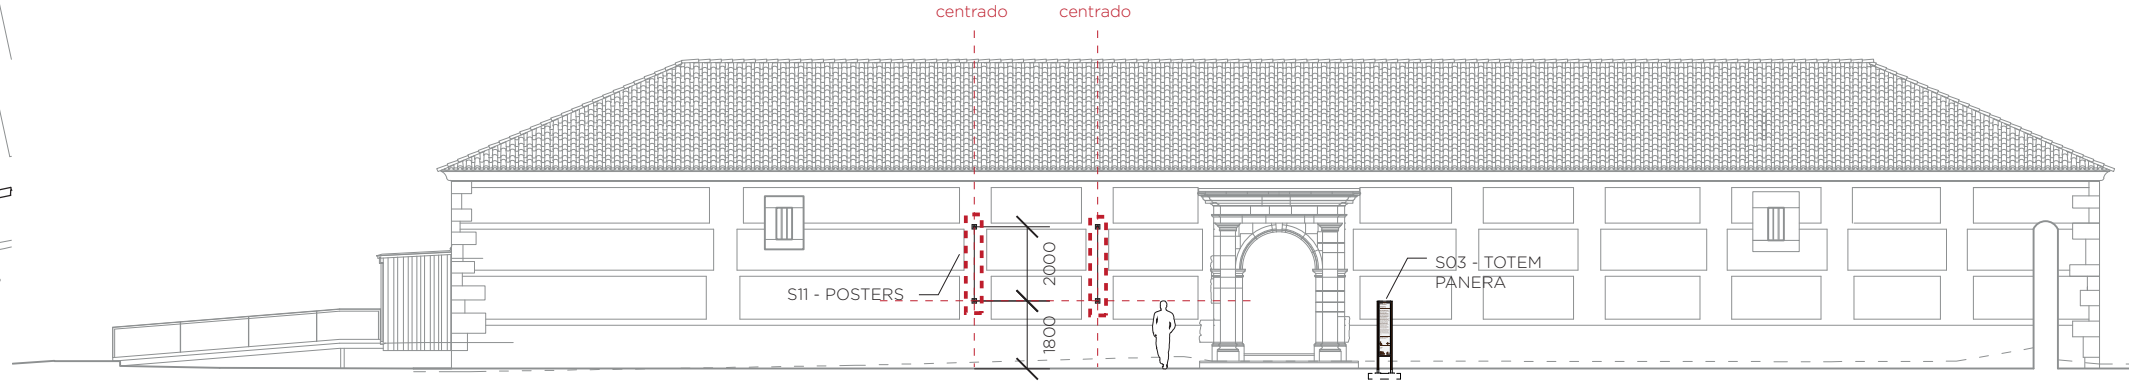 centrado
centrado
2000
S11 - POSTERS
1800
S03 - TOTEM
PANERA